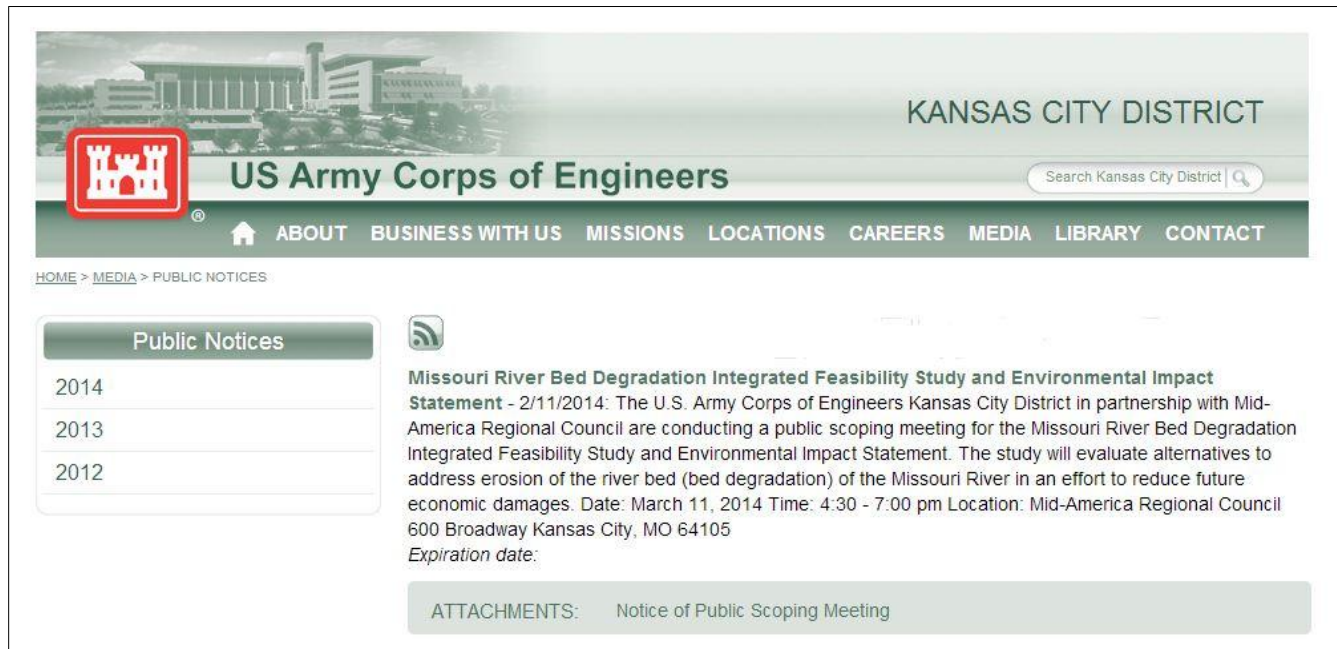 KANSAS CITY DISTRICT
US Army Corps of Engineers
Search Kansas City District
®
ABOUT BUSINESS WITH US MISSIONS LOCATIONS CAREERS MEDIA LIBRARY CONTACT
HOME > MEDIA > PUBLIC NOTICES
Public Notices
2014
2013
2012
Missouri River Bed Degradation Integrated Feasibility Study and Environmental Impact
Statement - 2/11/2014: The U.S. Army Corps of Engineers Kansas City District in partnership with Mid-
America Regional Council are conducting a public scoping meeting for the Missouri River Bed Degradation
Integrated Feasibility Study and Environmental Impact Statement. The study will evaluate alternatives to
address erosion of the river bed (bed degradation) of the Missouri River in an effort to reduce future
economic damages. Date: March 11, 2014 Time: 4:30 - 7:00 pm Location: Mid-America Regional Council
600 Broadway Kansas City, MO 64105
Expiration date:
ATTACHMENTS: Notice of Public Scoping Meeting